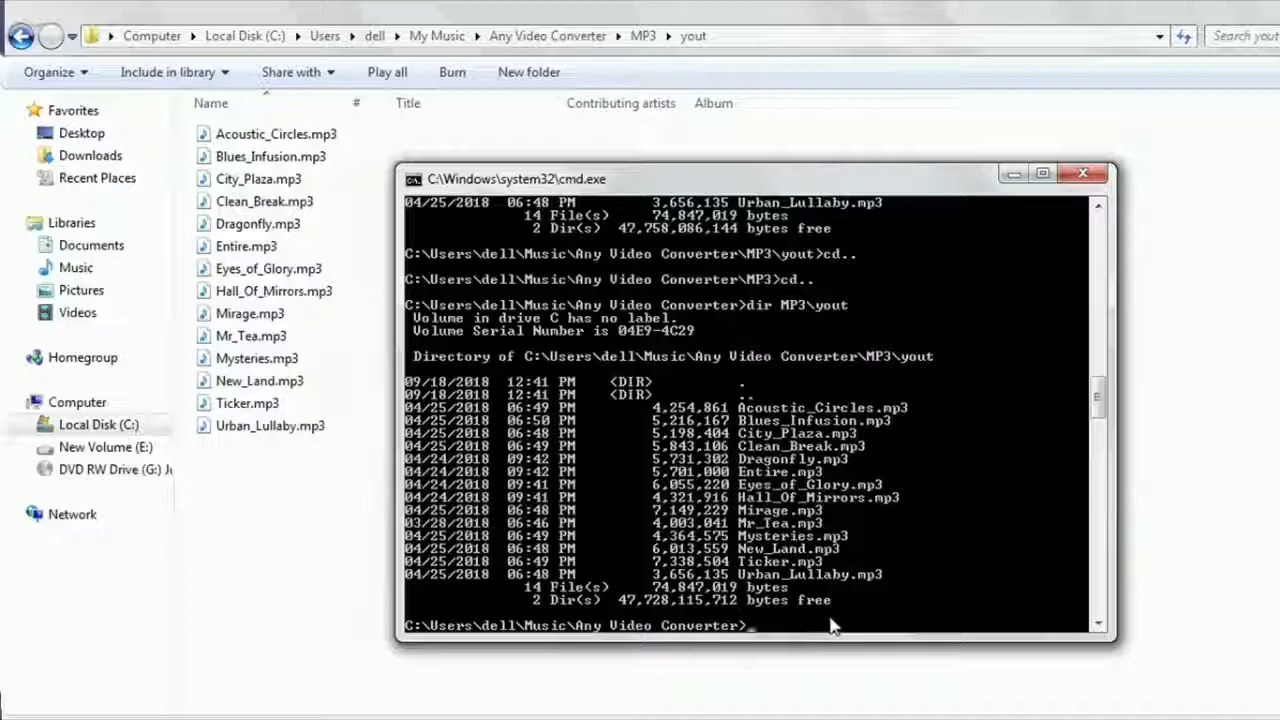 Computer Local Disk (C:) Users dell My Music Any Video Converter MP3 yout Search yout
Organize Include in library Share with Play all Burn New folder
Name # Title Contributing artists Album
Favorites
Desktop
Downloads
Recent Places
Libraries
Documents
Music
Pictures
Videos
Homegroup
Computer
Local Disk (C:)
New Volume (E:)
DVD RW Drive (G:)
Network
Acoustic_Circles.mp3
Blues_Infusion.mp3
City_Plaza.mp3
Clean_Break.mp3
Dragonfly.mp3
Entire.mp3
Eyes_of_Glory.mp3
Hall_Of_Mirrors.mp3
Mirage.mp3
Mr_Tea.mp3
Mysteries.mp3
New_Land.mp3
Ticker.mp3
Urban_Lullaby.mp3
C:\Windows\system32\cmd.exe
04/25/2018 06:48 PM 3,656,135 Urban_Lullaby.mp3
14 File(s) 74,847,019 bytes
2 Dir(s) 47,758,086,144 bytes free
C:\Users\dell\Music\Any Video Converter\MP3\yout>cd..
C:\Users\dell\Music\Any Video Converter\MP3>cd..
C:\Users\dell\Music\Any Video Converter>dir MP3\yout
Volume in drive C has no label.
Volume Serial Number is 04E9-4C29
Directory of C:\Users\dell\Music\Any Video Converter\MP3\yout
09/18/2018 12:41 PM <DIR> .
09/18/2018 12:41 PM <DIR> ..
04/25/2018 06:49 PM 4,254,861 Acoustic_Circles.mp3
04/25/2018 06:50 PM 5,216,167 Blues_Infusion.mp3
04/25/2018 06:48 PM 5,198,404 City_Plaza.mp3
04/25/2018 06:49 PM 5,843,106 Clean_Break.mp3
04/24/2018 09:42 PM 5,731,302 Dragonfly.mp3
04/24/2018 09:42 PM 5,701,000 Entire.mp3
04/24/2018 09:41 PM 6,055,220 Eyes_of_Glory.mp3
04/24/2018 09:41 PM 4,321,916 Hall_Of_Mirrors.mp3
04/25/2018 06:48 PM 7,149,229 Mirage.mp3
03/28/2018 06:46 PM 4,003,041 Mr_Tea.mp3
04/25/2018 06:49 PM 4,364,575 Mysteries.mp3
04/25/2018 06:48 PM 6,013,559 New_Land.mp3
04/25/2018 06:49 PM 7,338,504 Ticker.mp3
04/25/2018 06:48 PM 3,656,135 Urban_Lullaby.mp3
14 File(s) 74,847,019 bytes
2 Dir(s) 47,728,115,712 bytes free
C:\Users\dell\Music\Any Video Converter>_